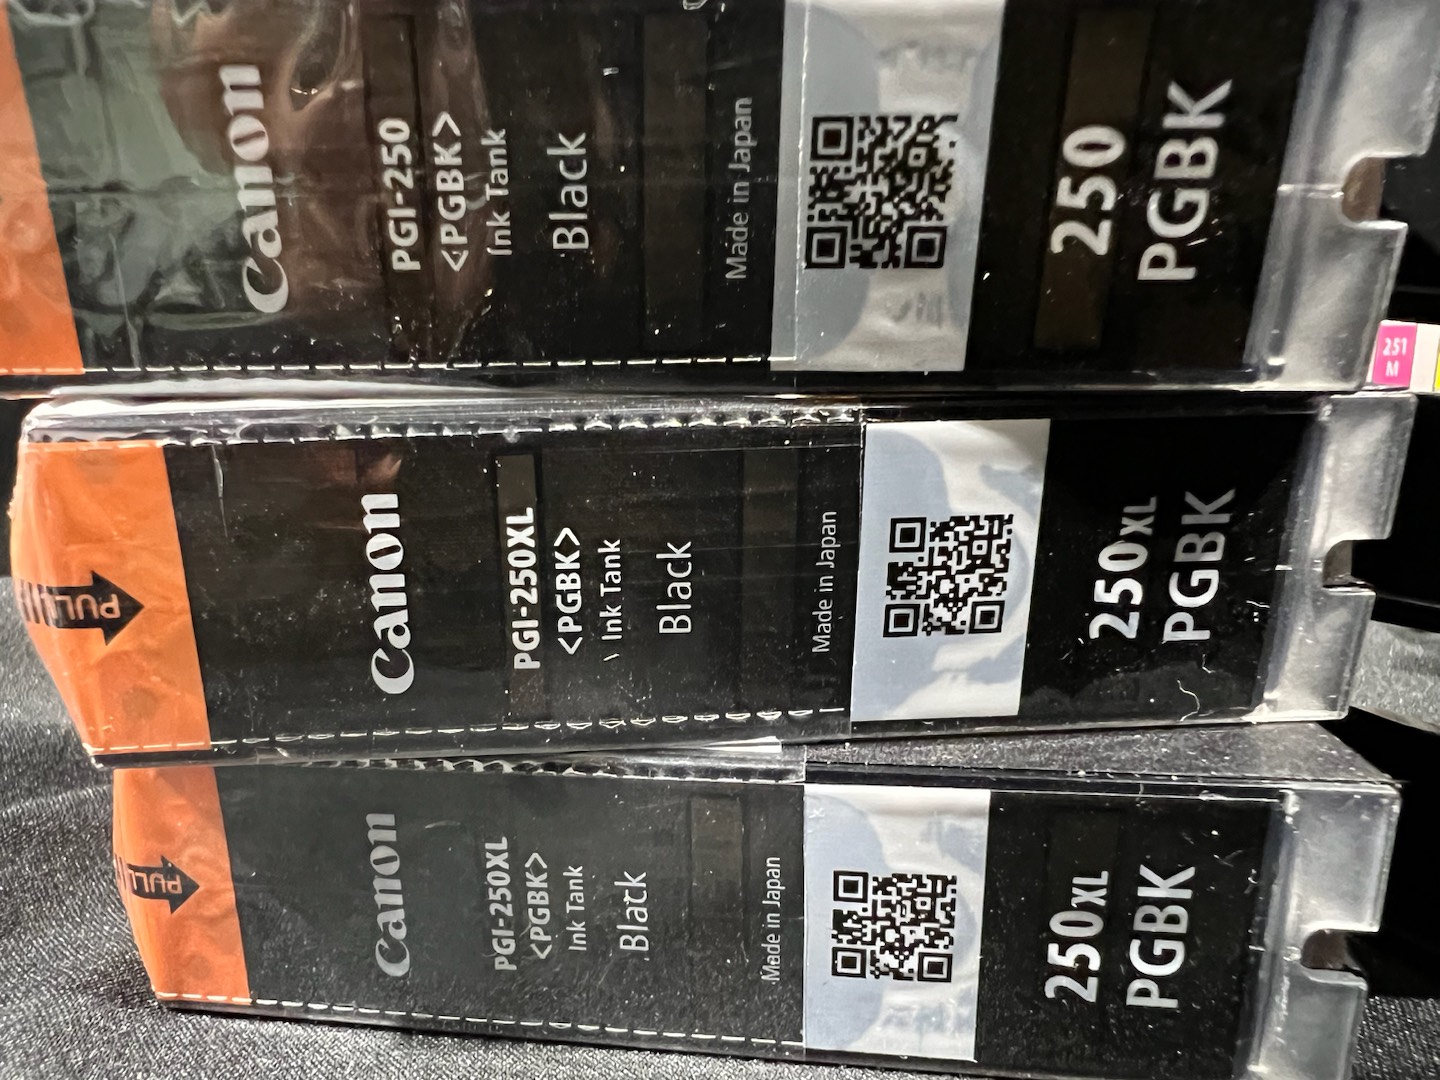 Canon
PGI-250
<PGBK>
Ink Tank
Black
Made in Japan
250
PGBK
251
M
PULL
Canon
PGI-250XL
<PGBK>
Ink Tank
Black
Made in Japan
250XL
PGBK
PULL
Canon
PGI-250XL
<PGBK>
Ink Tank
Black
Made in Japan
250XL
PGBK